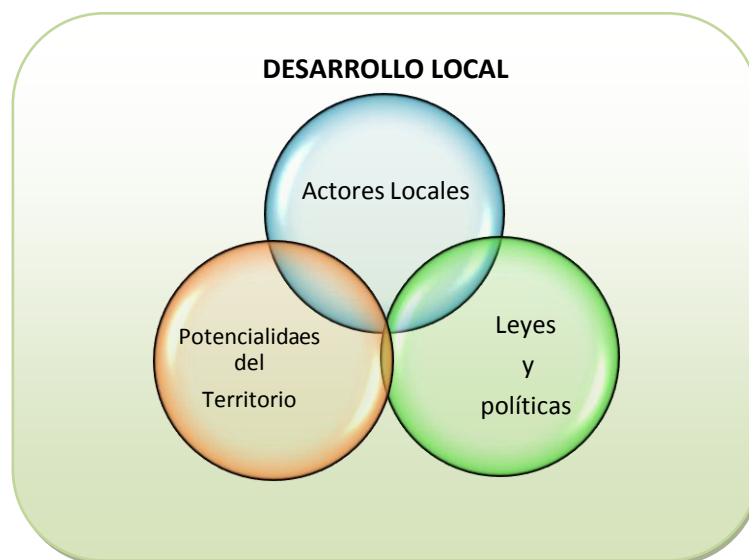 DESARROLLO LOCAL
Actores Locales
Potencialidaes
del
Territorio
Leyes
y
políticas